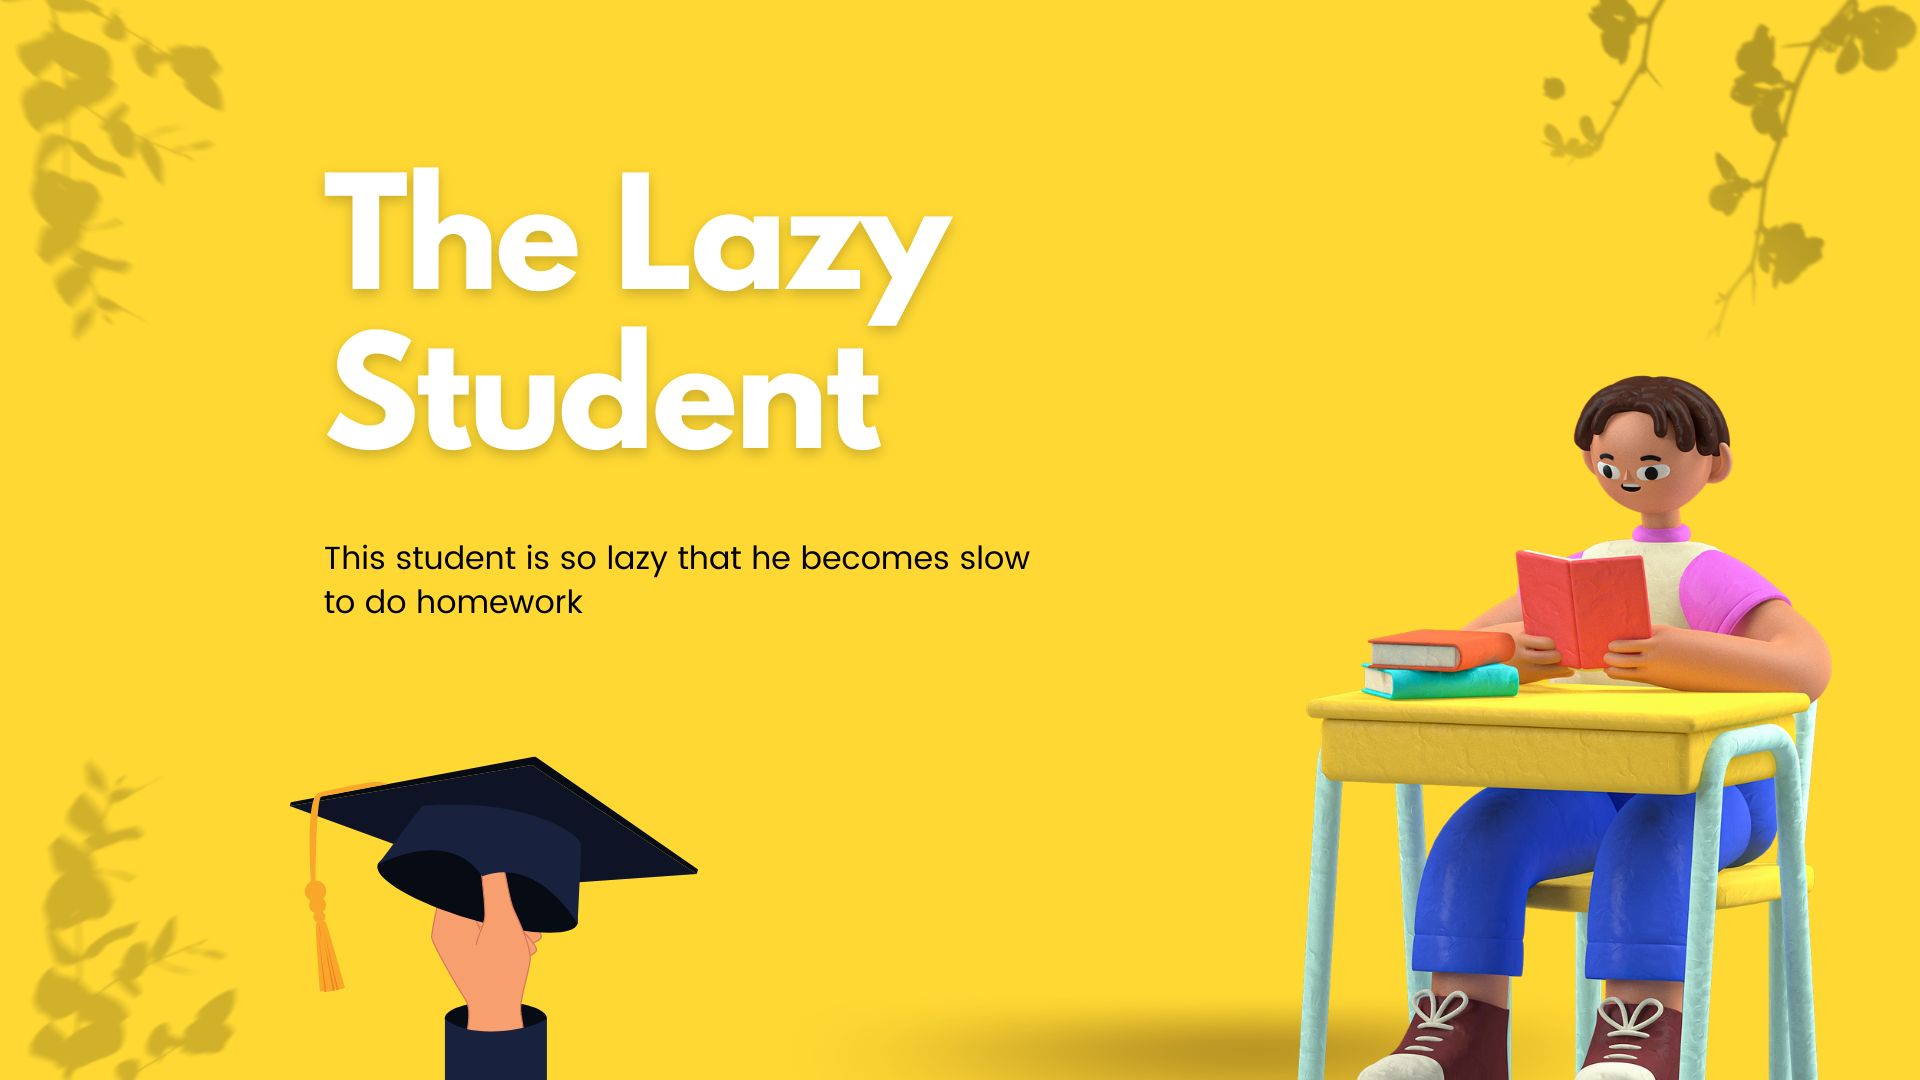 The Lazy
Student
This student is so lazy that he becomes slow
to do homework